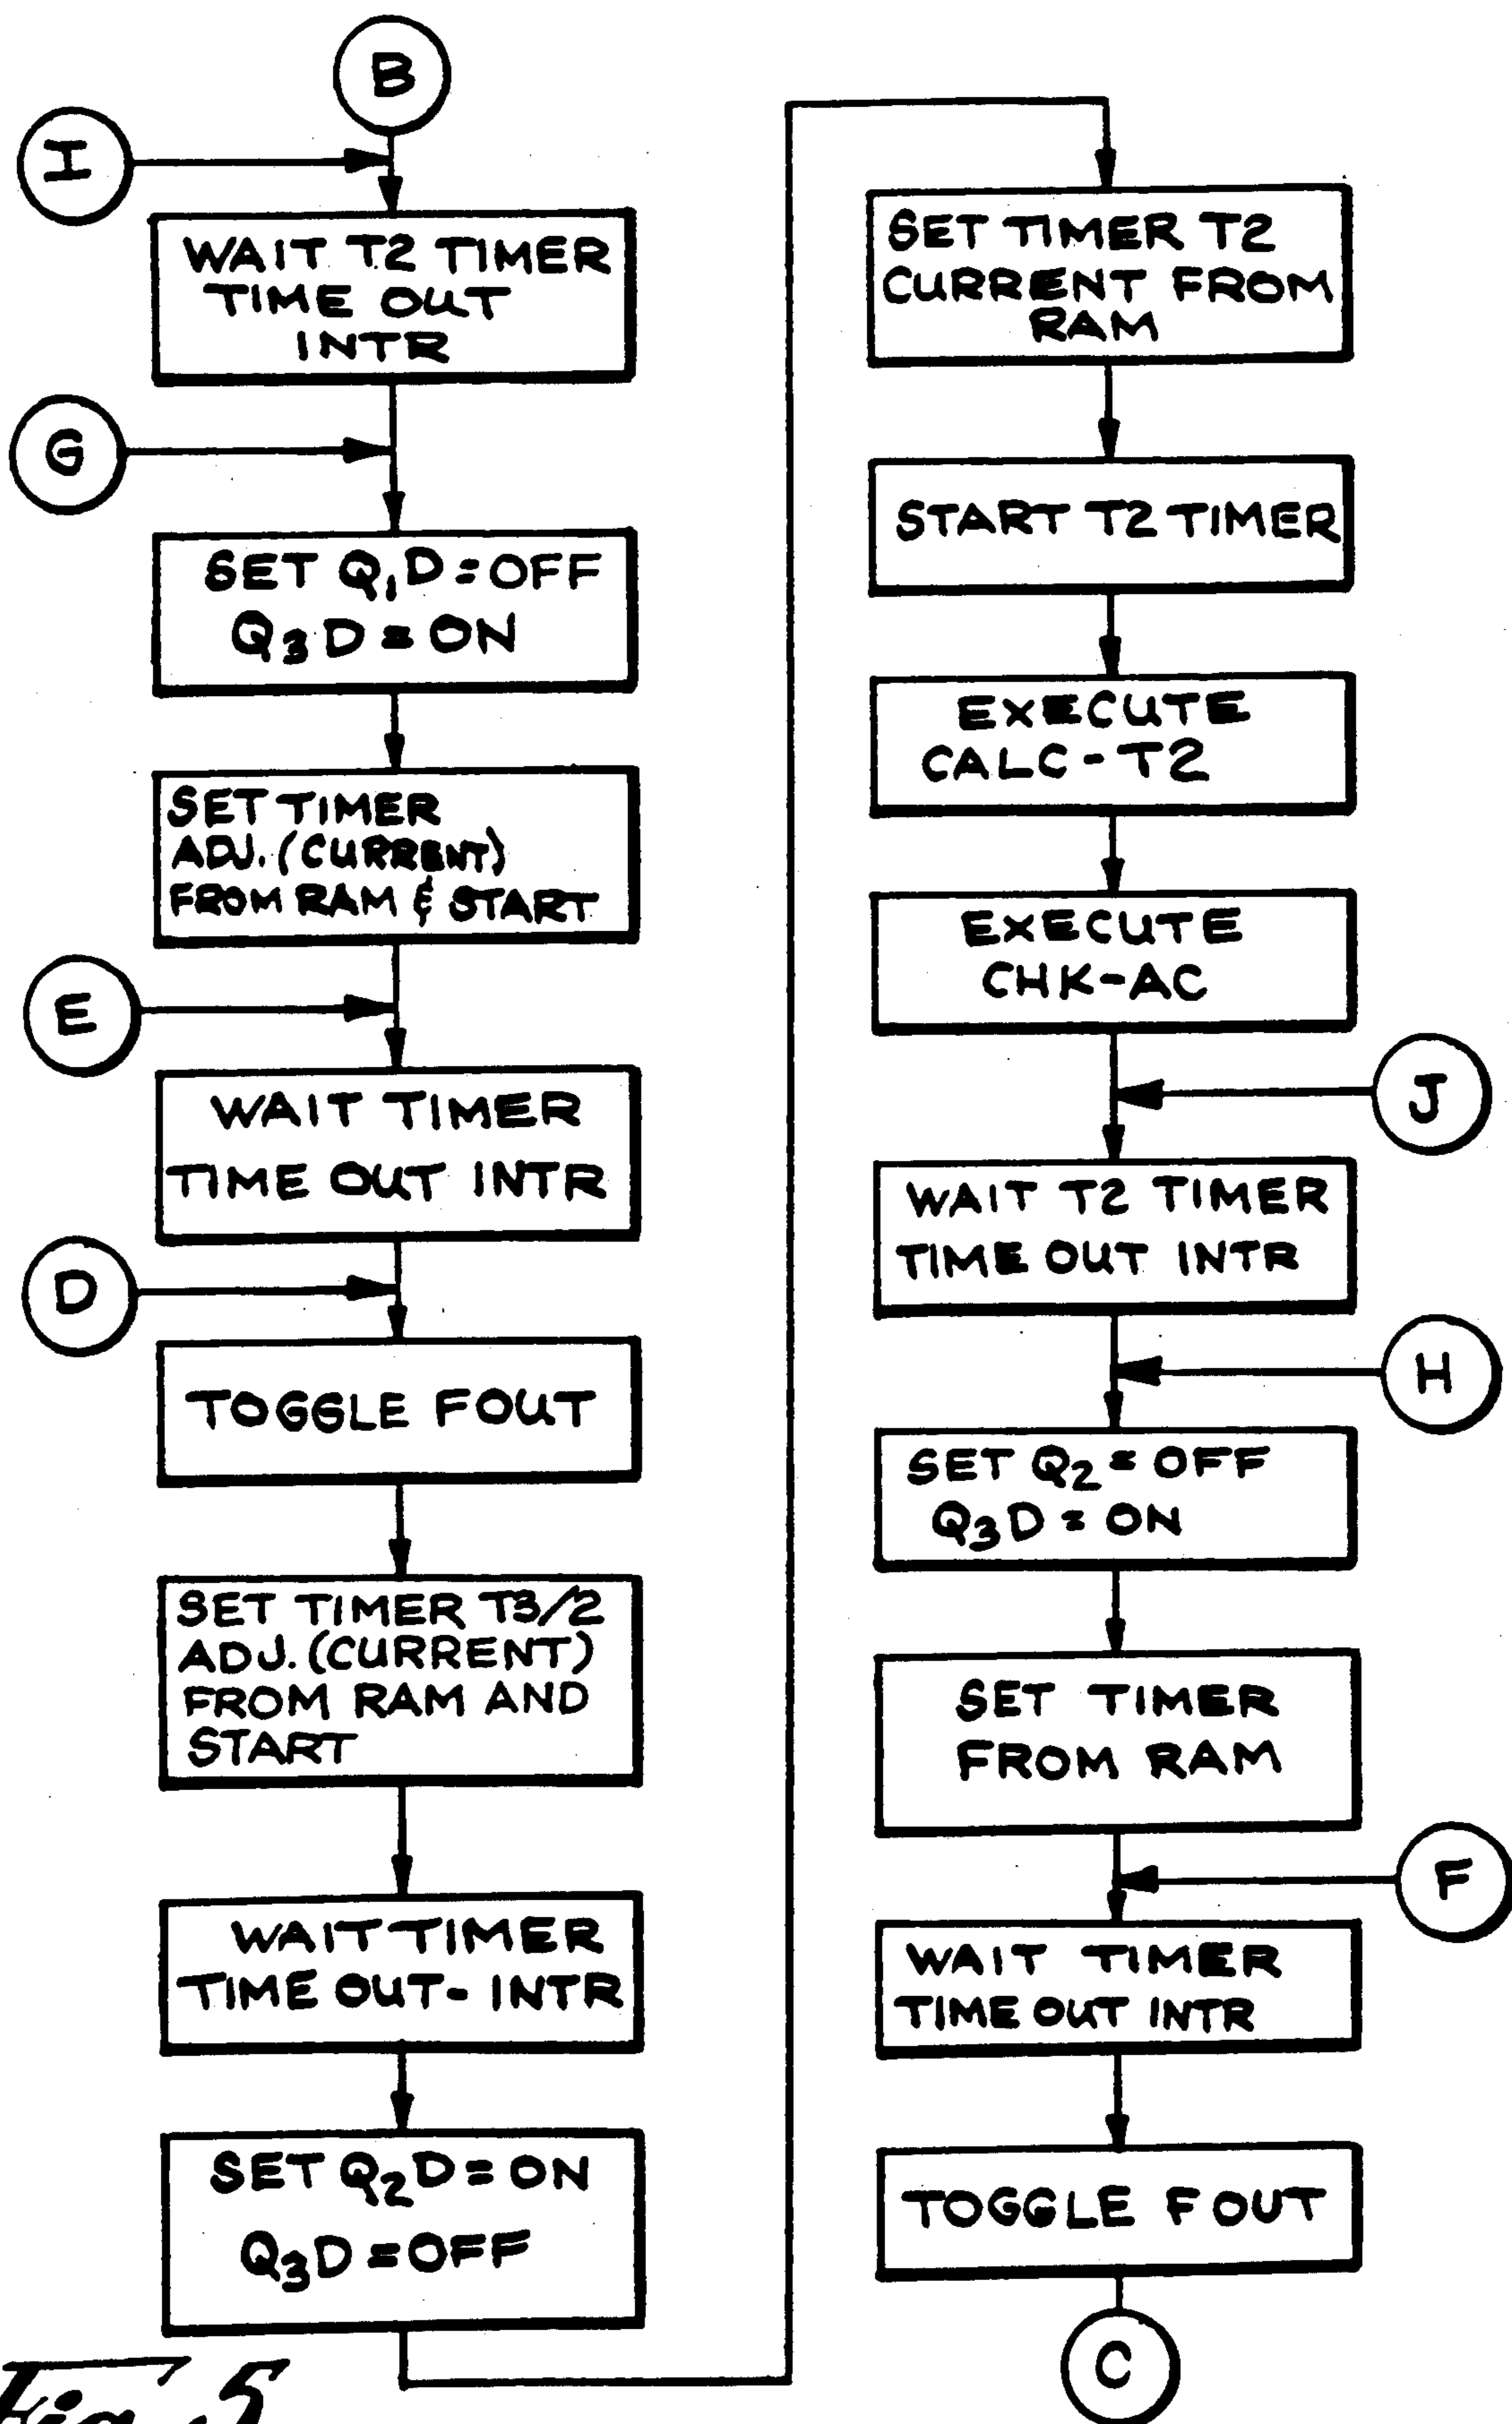 B
I
WAIT T2 TIMER
TIME OUT
INTR
G
SET Q₁D = OFF
Q₃D = ON
SET TIMER
ADJ. (CURRENT)
FROM RAM & START
E
WAIT TIMER
TIME OUT INTR
D
TOGGLE FOUT
SET TIMER T3/2
ADJ. (CURRENT)
FROM RAM AND
START
WAIT TIMER
TIME OUT- INTR
SET Q₂D = ON
Q₃D = OFF
SET TIMER T2
CURRENT FROM
RAM
START T2 TIMER
EXECUTE
CALC-T2
EXECUTE
CHK-AC
J
WAIT T2 TIMER
TIME OUT INTR
H
SET Q₂ = OFF
Q₃D = ON
SET TIMER
FROM RAM
F
WAIT TIMER
TIME OUT INTR
TOGGLE F OUT
C
Fig. 5